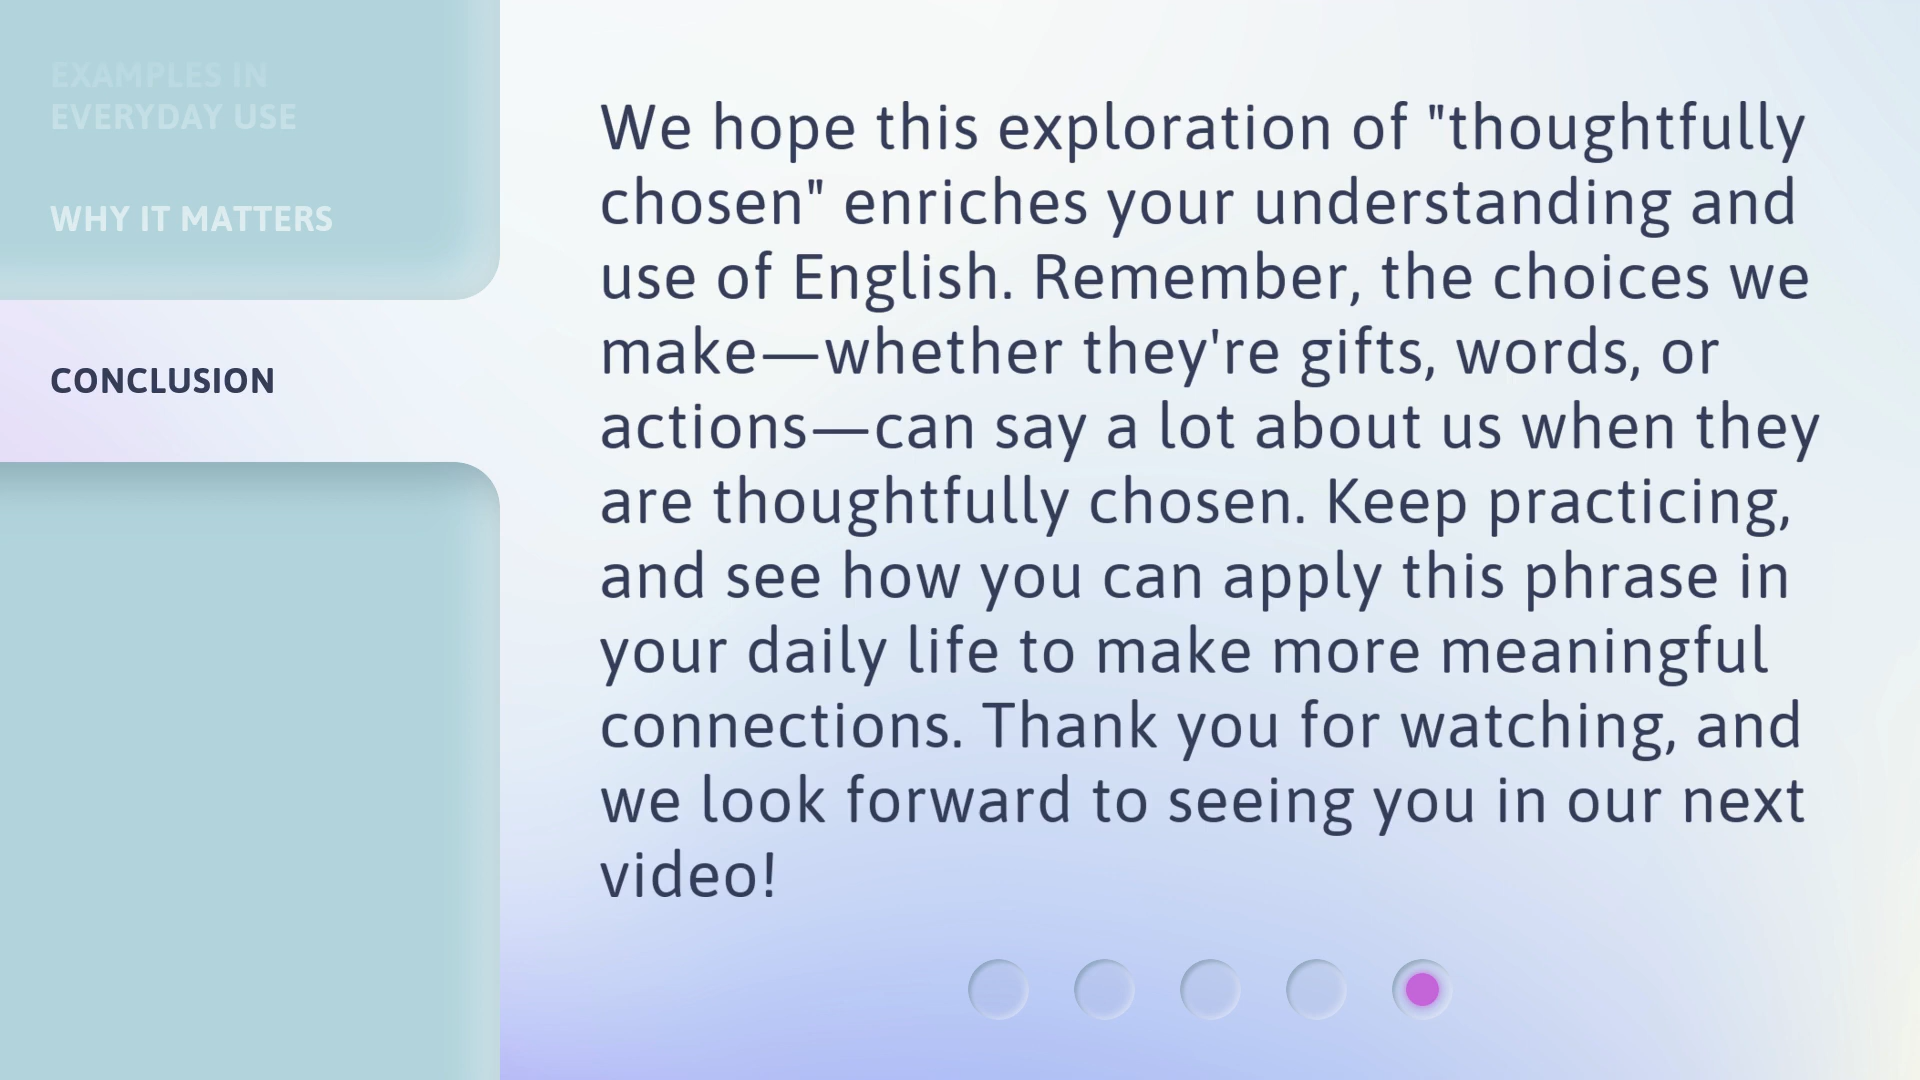 EXAMPLES IN
EVERYDAY USE
WHY IT MATTERS
CONCLUSION
We hope this exploration of "thoughtfully
chosen" enriches your understanding and
use of English. Remember, the choices we
make—whether they're gifts, words, or
actions—can say a lot about us when they
are thoughtfully chosen. Keep practicing,
and see how you can apply this phrase in
your daily life to make more meaningful
connections. Thank you for watching, and
we look forward to seeing you in our next
video!